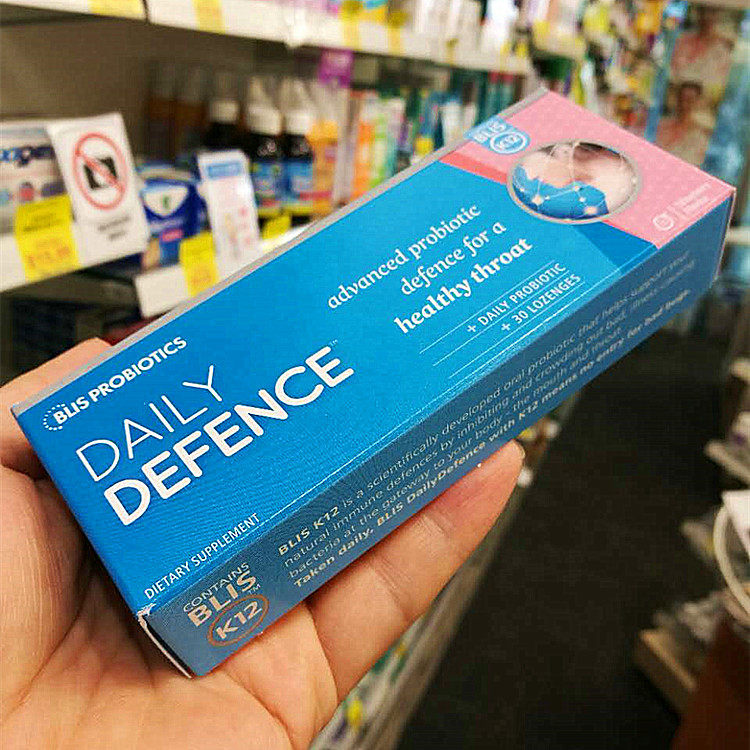 BLIS PROBIOTICS
DAILY
DEFENCE™
DIETARY SUPPLEMENT
advanced probiotic
defence for a
healthy throat
+ DAILY PROBIOTIC
+ 30 LOZENGES
BLIS
K12
CONTAINS
BLIS
K12
BLIS K12 is a scientifically developed oral probiotic that helps support your
natural immune defences by inhibiting and crowding out bad, illness-causing
bacteria at the gateway to your body – the mouth and throat.
Taken daily, BLIS DailyDefence with K12 means no entry for bad bugs.